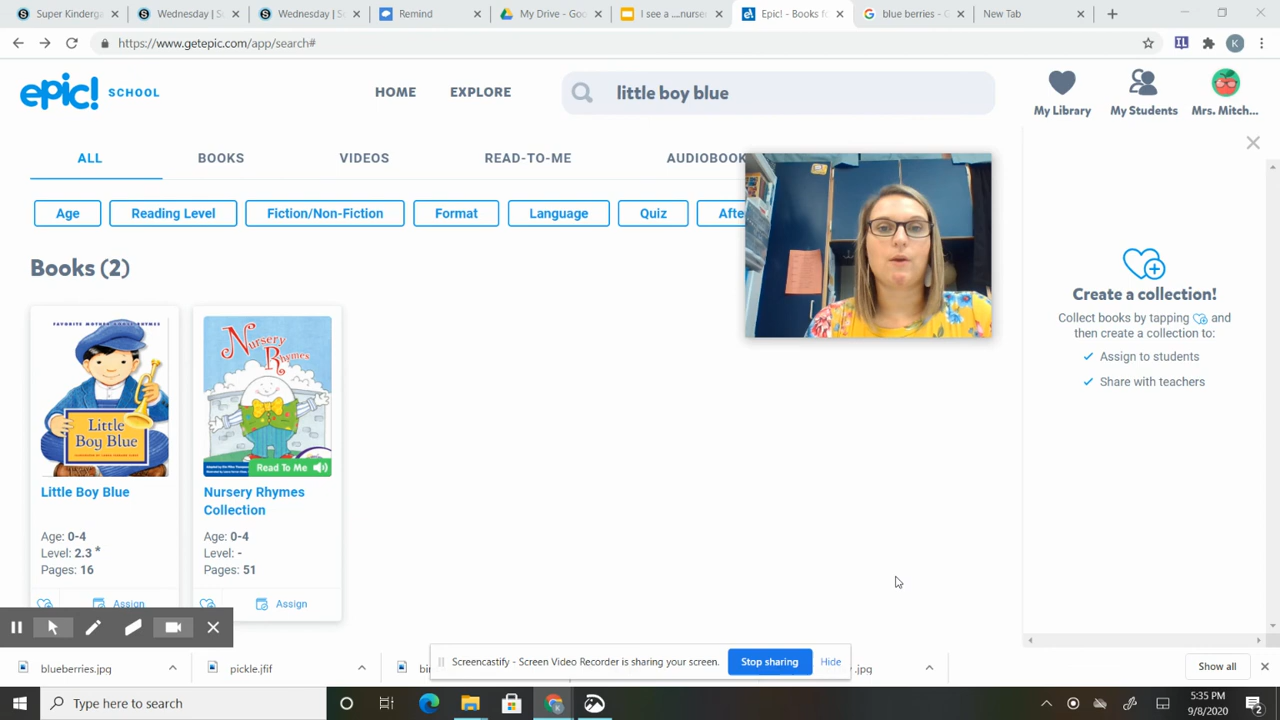 Super Kinderga
Wednesday | S
Wednesday | S
Remind
My Drive - Goo
I see a ....nurser
Epic! - Books fo
blue berries - G
New Tab
https://www.getepic.com/app/search#
K
epic! SCHOOL
HOME
EXPLORE
little boy blue
My Library
My Students
Mrs. Mitch...
ALL
BOOKS
VIDEOS
READ-TO-ME
AUDIOBOOK
Age
Reading Level
Fiction/Non-Fiction
Format
Language
Quiz
Afte
Books (2)
Little
Boy Blue
Nursery
Rhymes
Read To Me
Little Boy Blue
Age: 0-4
Level: 2.3 *
Pages: 16
Assign
Nursery Rhymes
Collection
Age: 0-4
Level: -
Pages: 51
Assign
Create a collection!
Collect books by tapping and
then create a collection to:
Assign to students
Share with teachers
Screencastify - Screen Video Recorder is sharing your screen.
Stop sharing
Hide
blueberries.jpg
pickle.jfif
.jpg
Show all
Type here to search
5:35 PM
9/8/2020
2